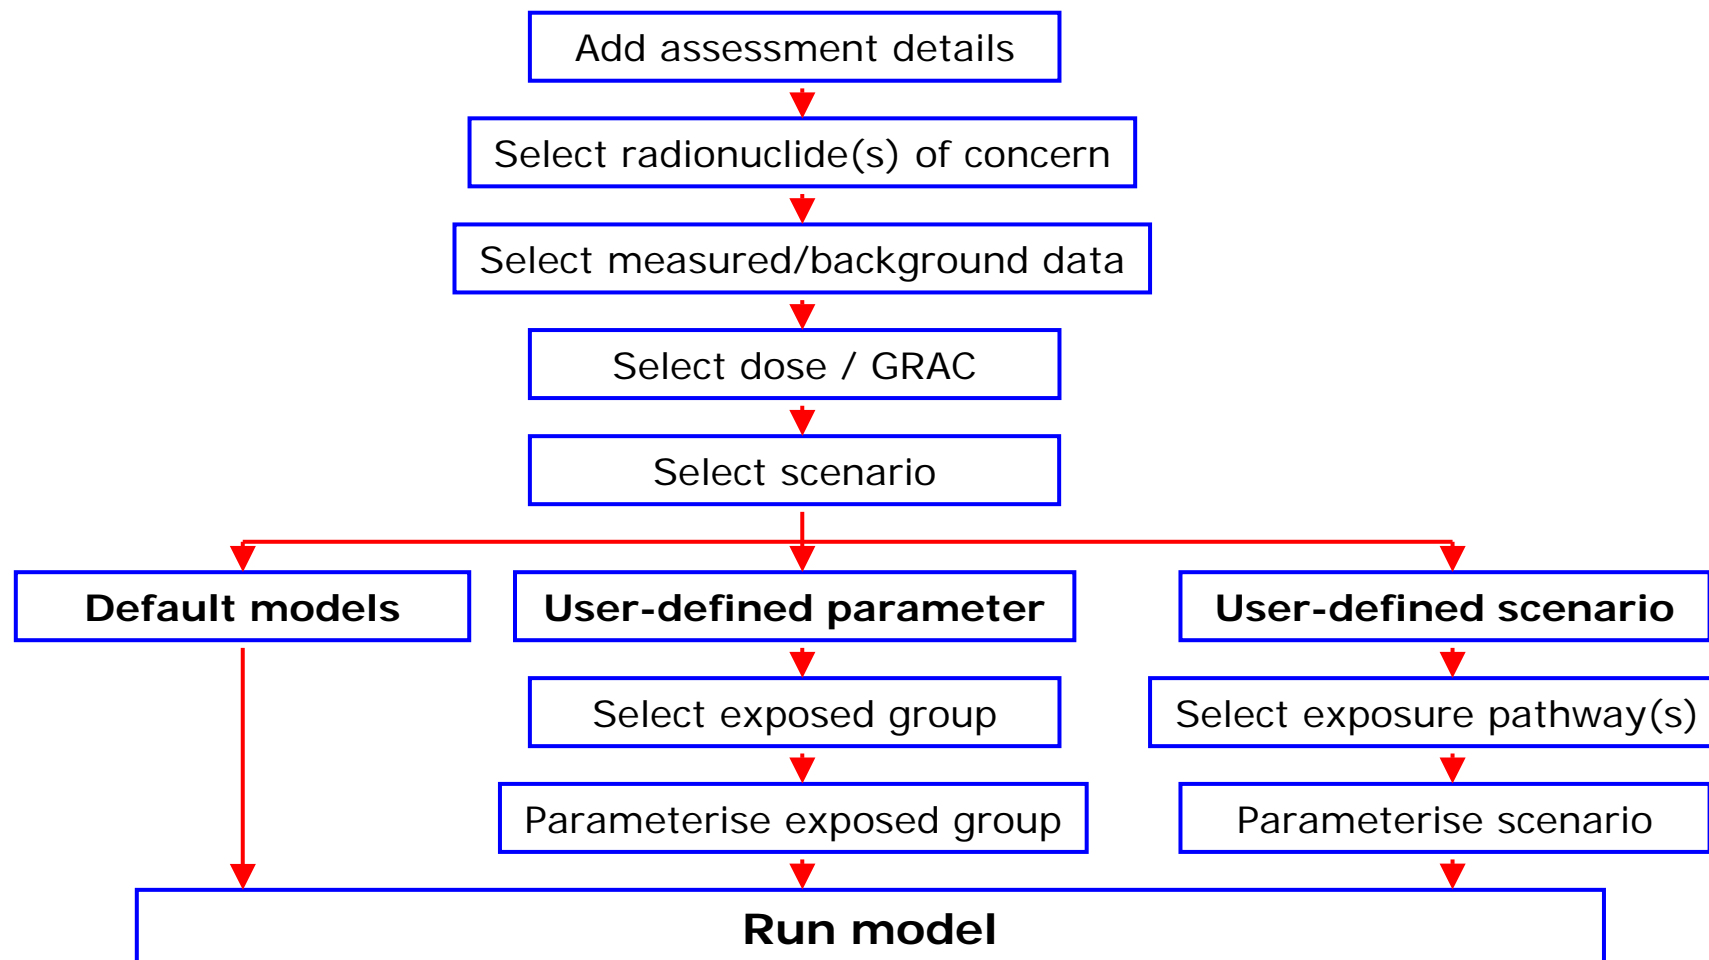 Add assessment details
Select radionuclide(s) of concern
Select measured/background data
Select dose / GRAC
Select scenario
Default models
User-defined parameter
User-defined scenario
Select exposed group
Select exposure pathway(s)
Parameterise exposed group
Parameterise scenario
Run model